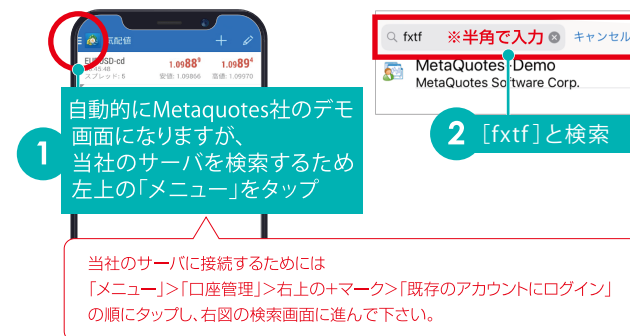 気配値
EURUSD-cd
1.0988⁹
1.0989⁴
スプレッド: 6
安値: 1.09866
高値: 1.09970
1
自動的にMetaquotes社のデモ
画面になりますが、
当社のサーバを検索するため
左上の「メニュー」をタップ
fxtf ※半角で入力 キャンセル
MetaQuotes-Demo
MetaQuotes Software Corp.
2 [fxtf]と検索
当社のサーバに接続するためには
「メニュー」>「口座管理」>右上の+マーク>「既存のアカウントにログイン」
の順にタップし、右図の検索画面に進んで下さい。